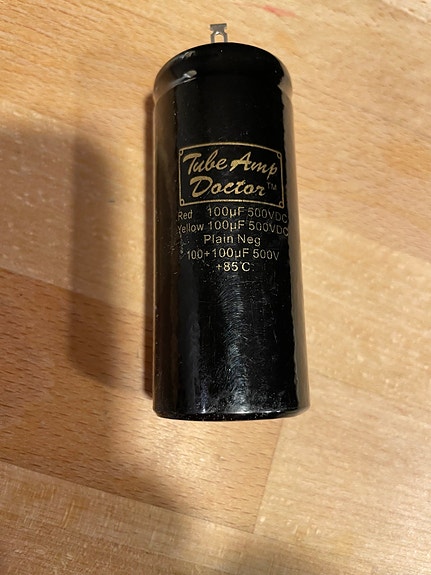 Tube Amp
Doctor™
Red 100µF 500VDC
Yellow 100µF 500VDC
Plain Neg
100+100µF 500V
+85℃